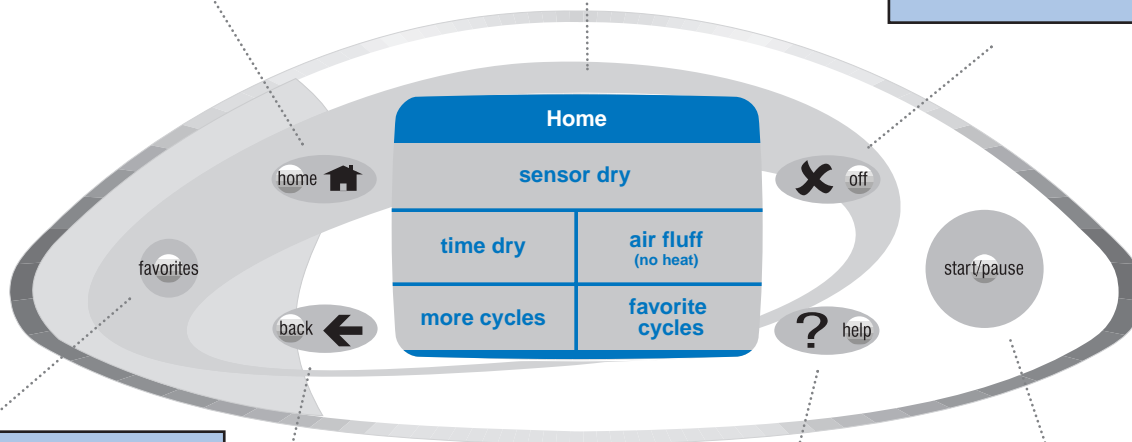 Home
sensor dry
home
off
time dry
air fluff
(no heat)
favorites
start/pause
more cycles
favorite
cycles
back
help